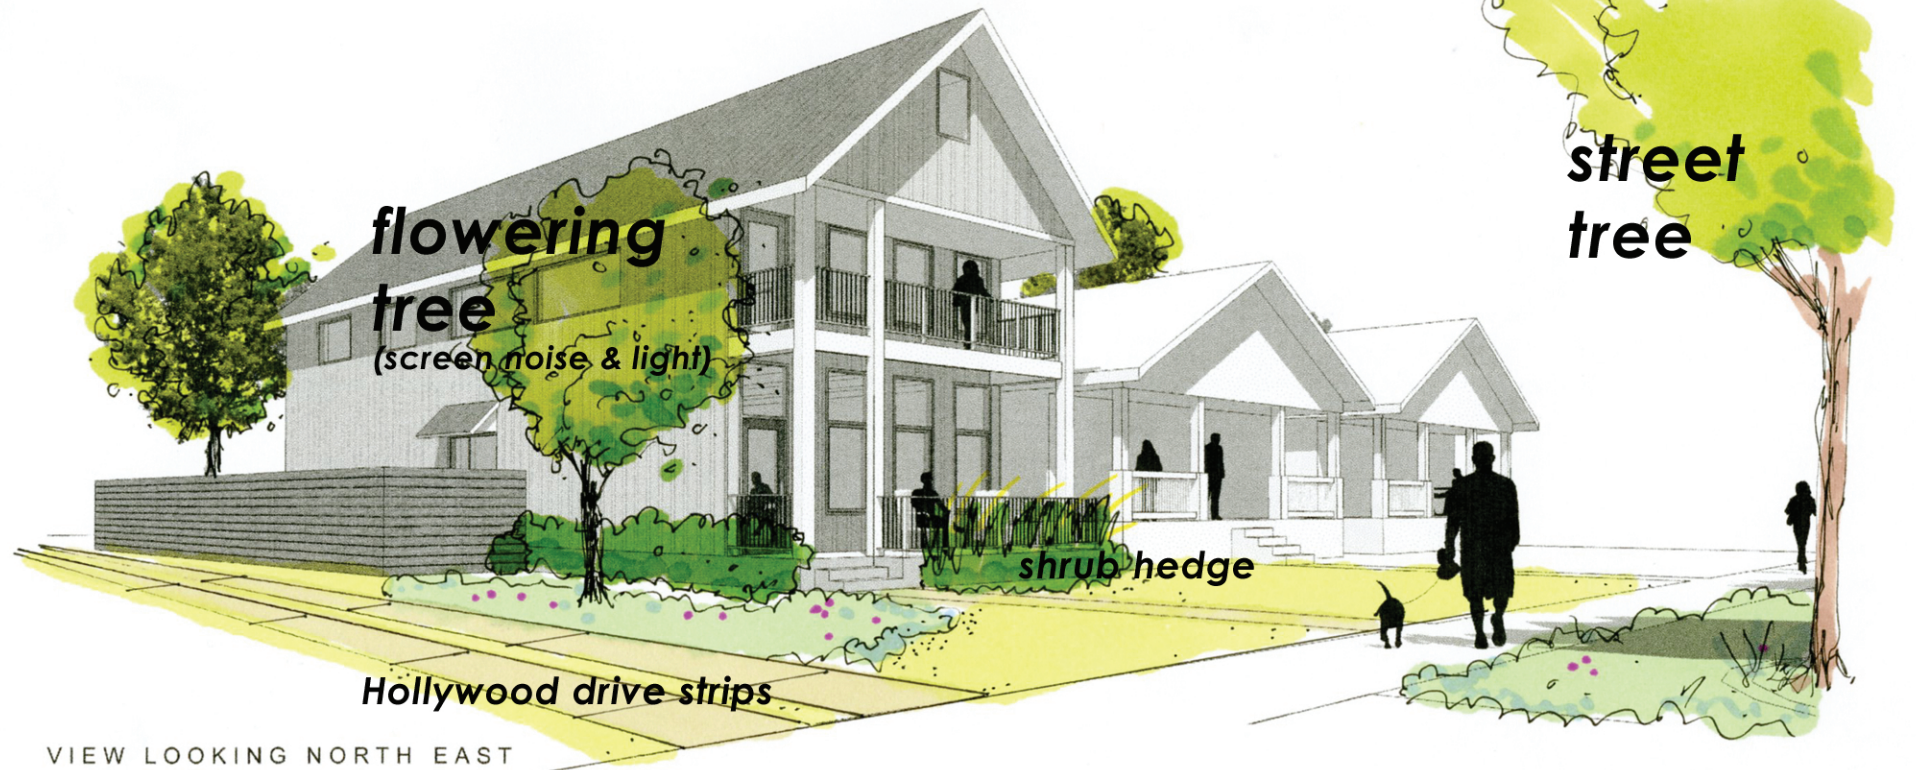 flowering
tree
(screen noise & light)
street
tree
shrub hedge
Hollywood drive strips
VIEW LOOKING NORTH EAST